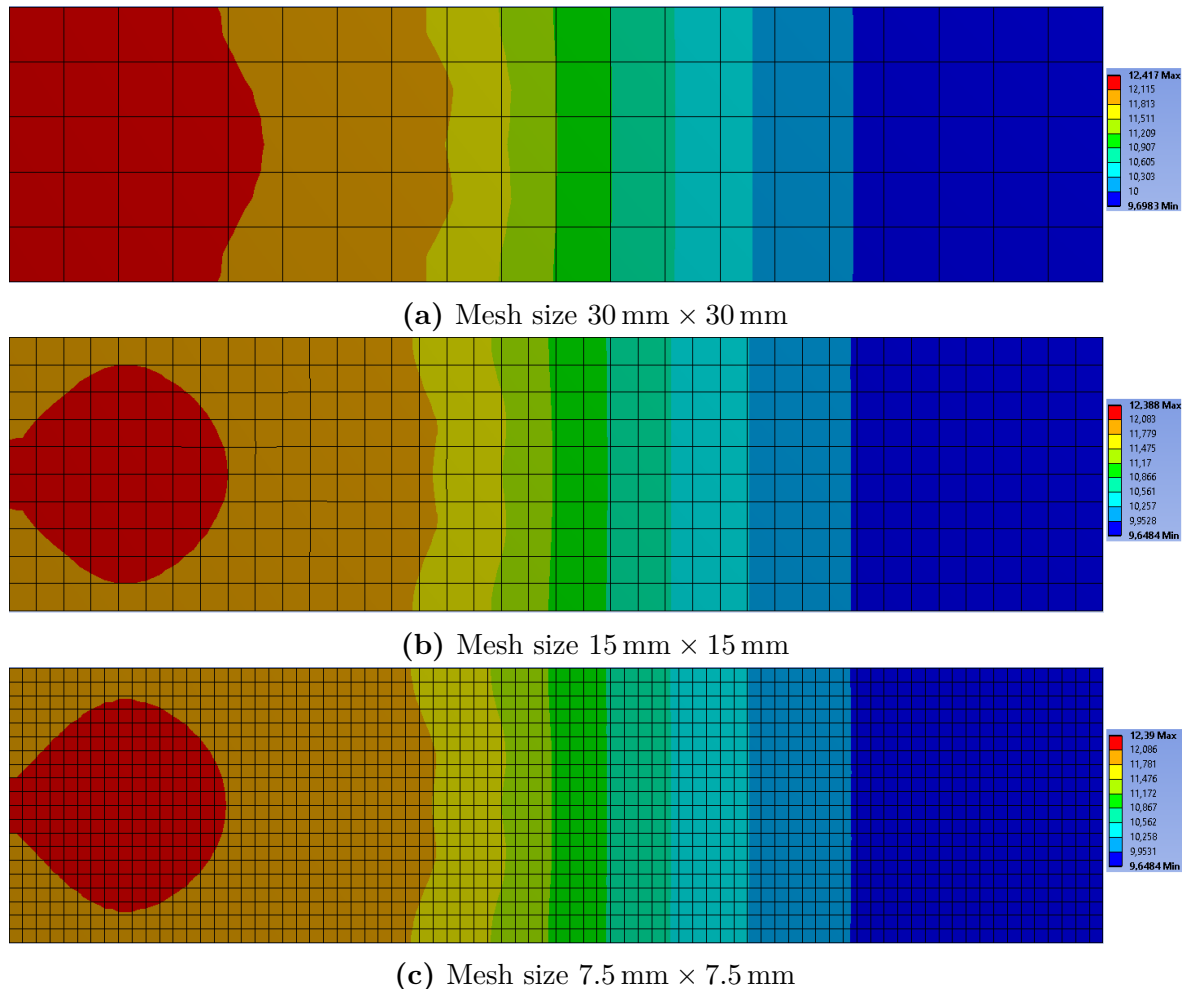 12,417 Max
12,115
11,813
11,511
11,209
10,907
10,605
10,303
10
9,6983 Min
(a) Mesh size 30 mm × 30 mm
12,388 Max
12,083
11,779
11,475
11,17
10,866
10,561
10,257
9,9528
9,6484 Min
(b) Mesh size 15 mm × 15 mm
12,39 Max
12,086
11,781
11,476
11,172
10,867
10,562
10,258
9,9531
9,6484 Min
(c) Mesh size 7.5 mm × 7.5 mm